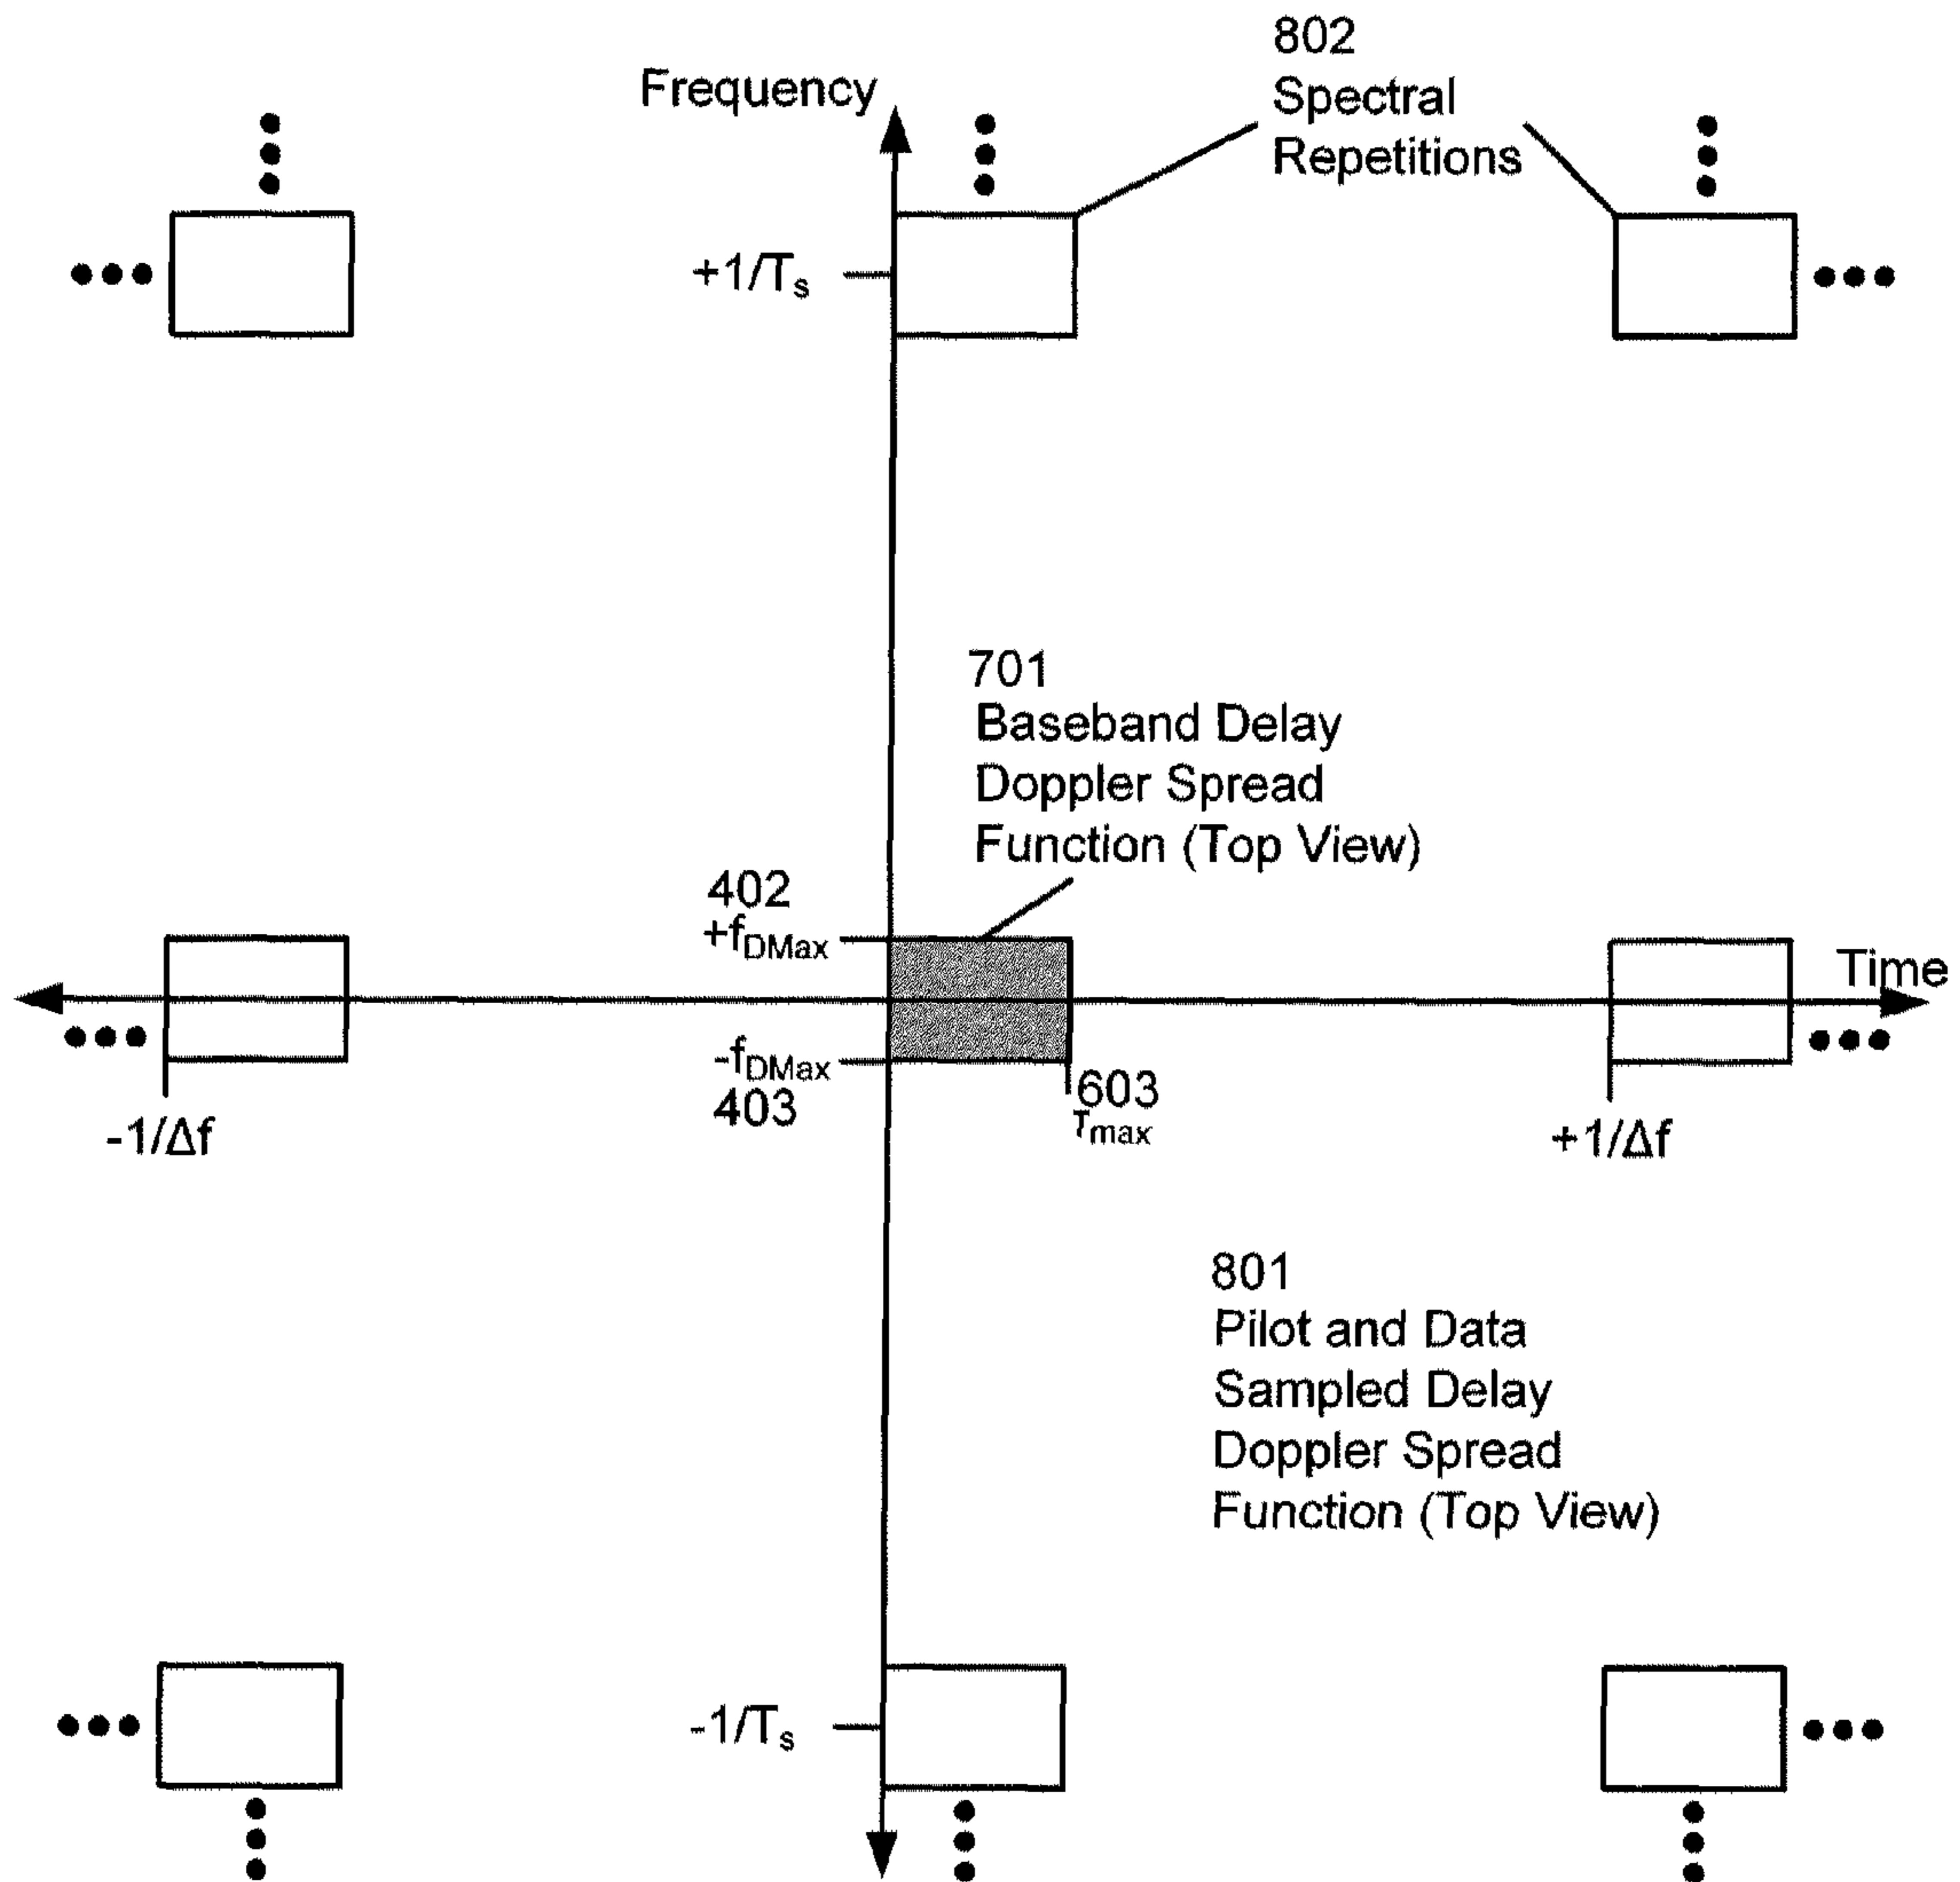 802
Spectral
Repetitions
Frequency
+1/Ts
701
Baseband Delay
Doppler Spread
Function (Top View)
402
+fDMax
Time
-fDMax
403
603
τmax
-1/Δf
+1/Δf
801
Pilot and Data
Sampled Delay
Doppler Spread
Function (Top View)
-1/Ts